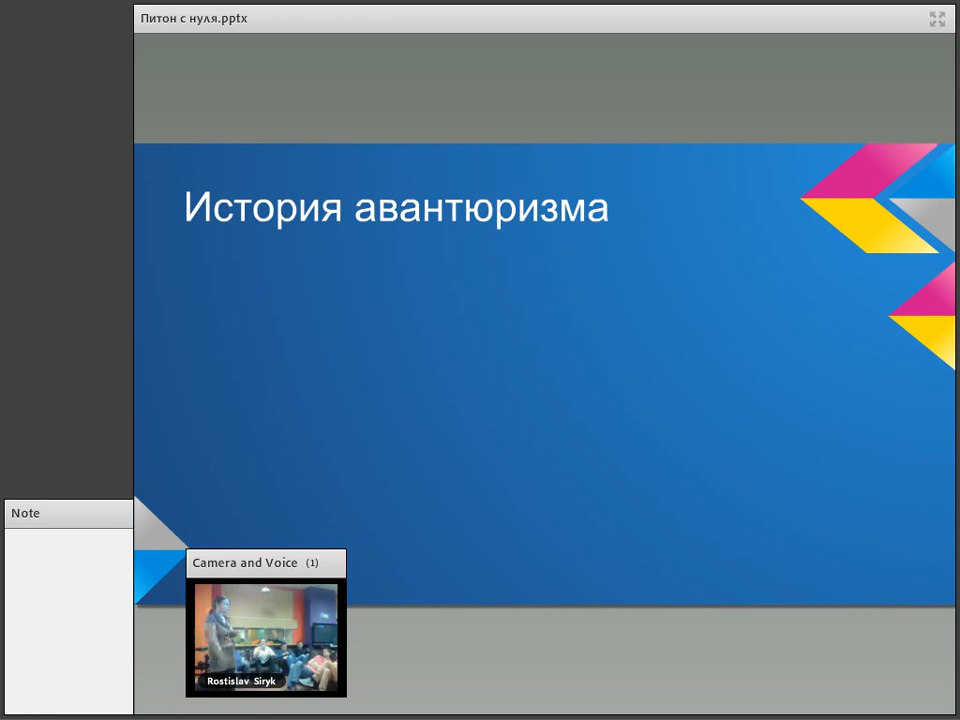 Питон с нуля.pptx
История авантюризма
Note
Camera and Voice (1)
Rostislav Siryk